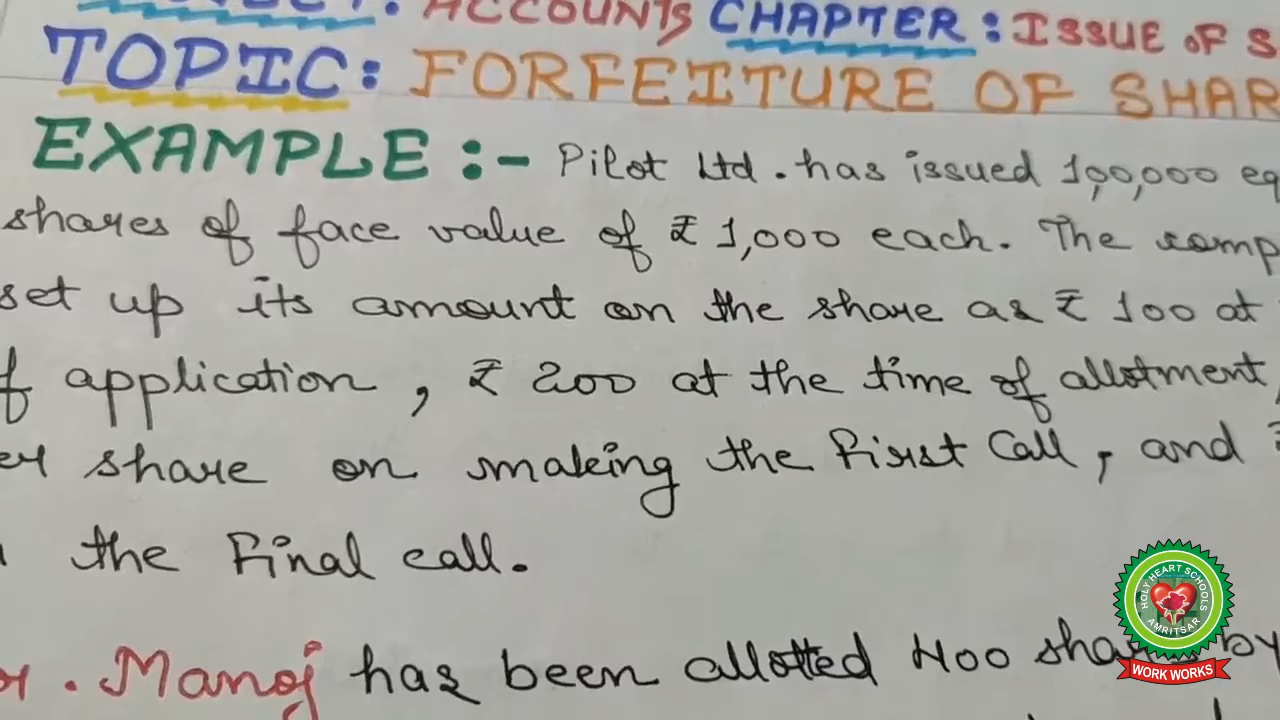 ACCOUNTS CHAPTER : ISSUE OF S
TOPIC : FORFEITURE OF SHAR
EXAMPLE :- Pilot Ltd. has issued 1,00,000 eq
shares of face value of ₹ 1,000 each. The comp
set up its amount on the share as ₹ 100 at
f application, ₹ 200 at the time of allotment,
er share on making the First Call, and ₹
the Final call.
r. Manoj has been allotted 400 shares by
HOLY HEART SCHOOLS
AMRITSAR
WORK WORKS